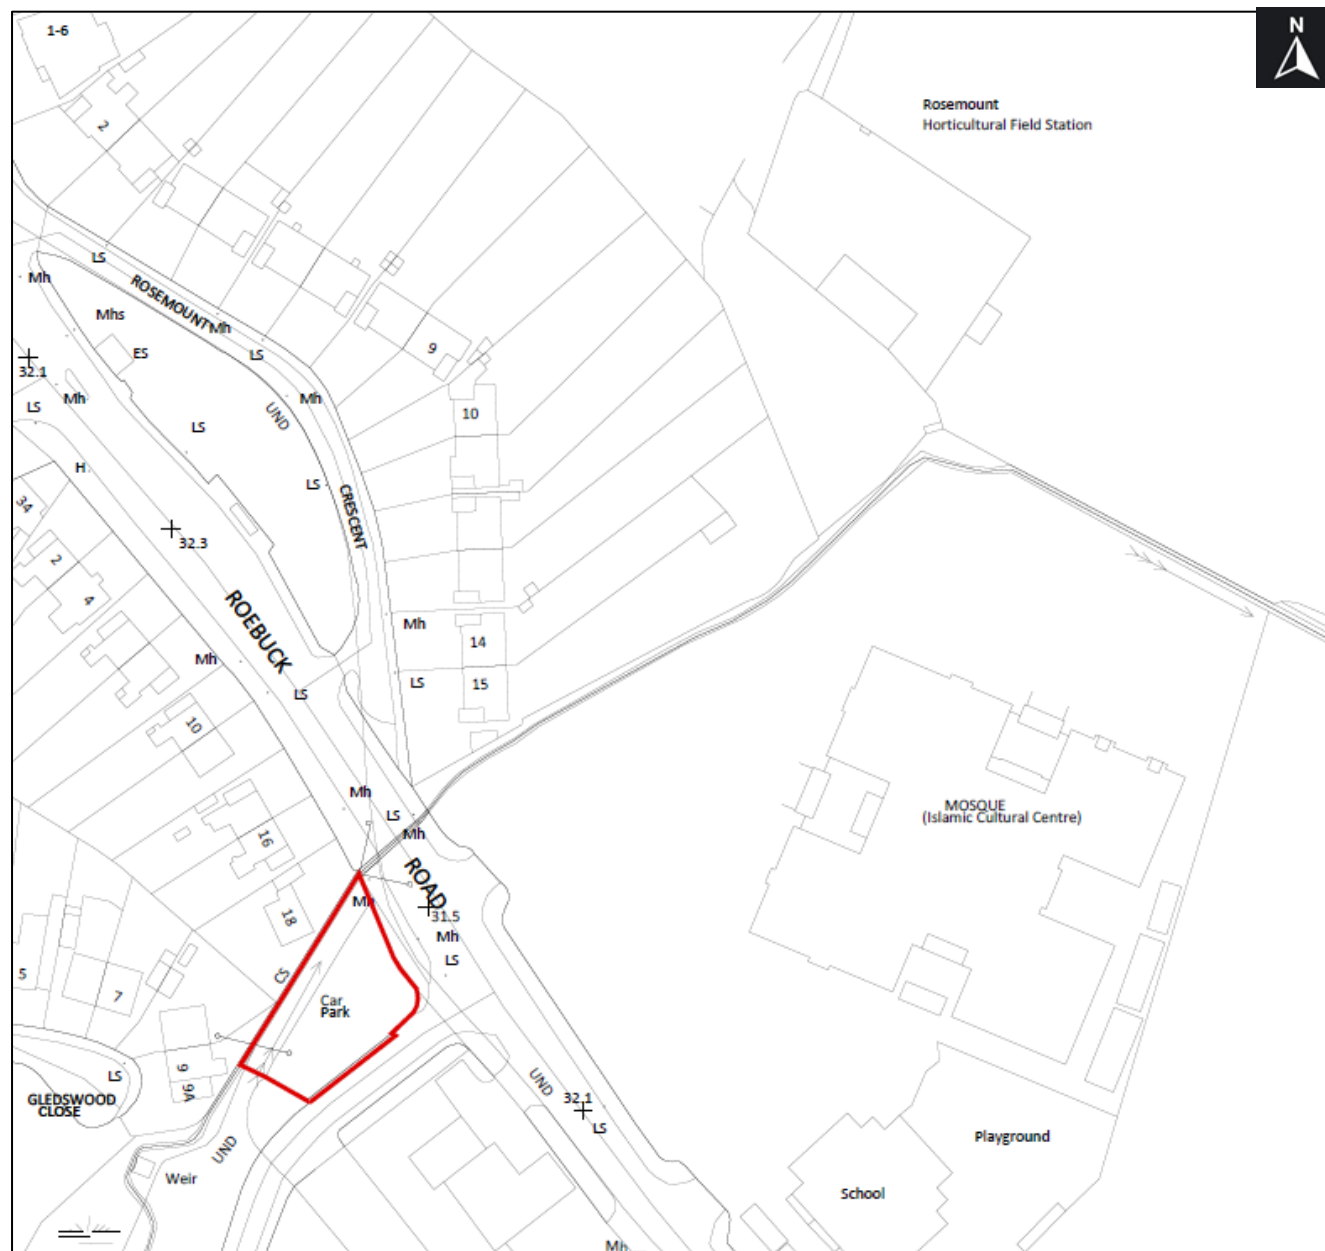 1-6
N
Rosemount
Horticultural Field Station
2
LS
Mh
ROSEMOUNT
Mh
Mhs
ES
LS
9
32.1
Mh
LS
Mh
UND
10
LS
H
LS
CRESCENT
34
32.3
2
4
ROEBUCK
Mh
14
Mh
LS
LS
15
10
Mh
LS
Mh
MOSQUE
(Islamic Cultural Centre)
16
ROAD
Mh
18
31.5
Mh
LS
5
CS
7
Car
Park
9
9A
LS
UND
GLEDSWOOD
CLOSE
32.1
LS
UND
Weir
Playground
School
Mh